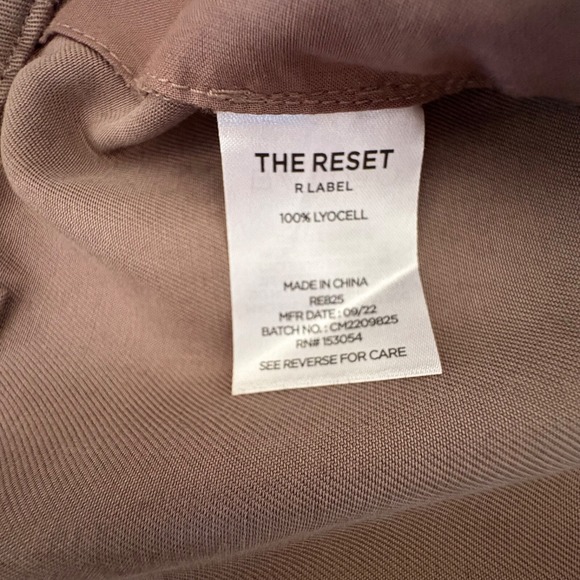 THE RESET
R LABEL
100% LYOCELL
MADE IN CHINA
RE825
MFR DATE : 09/22
BATCH NO. : CM2209825
RN# 153054
SEE REVERSE FOR CARE